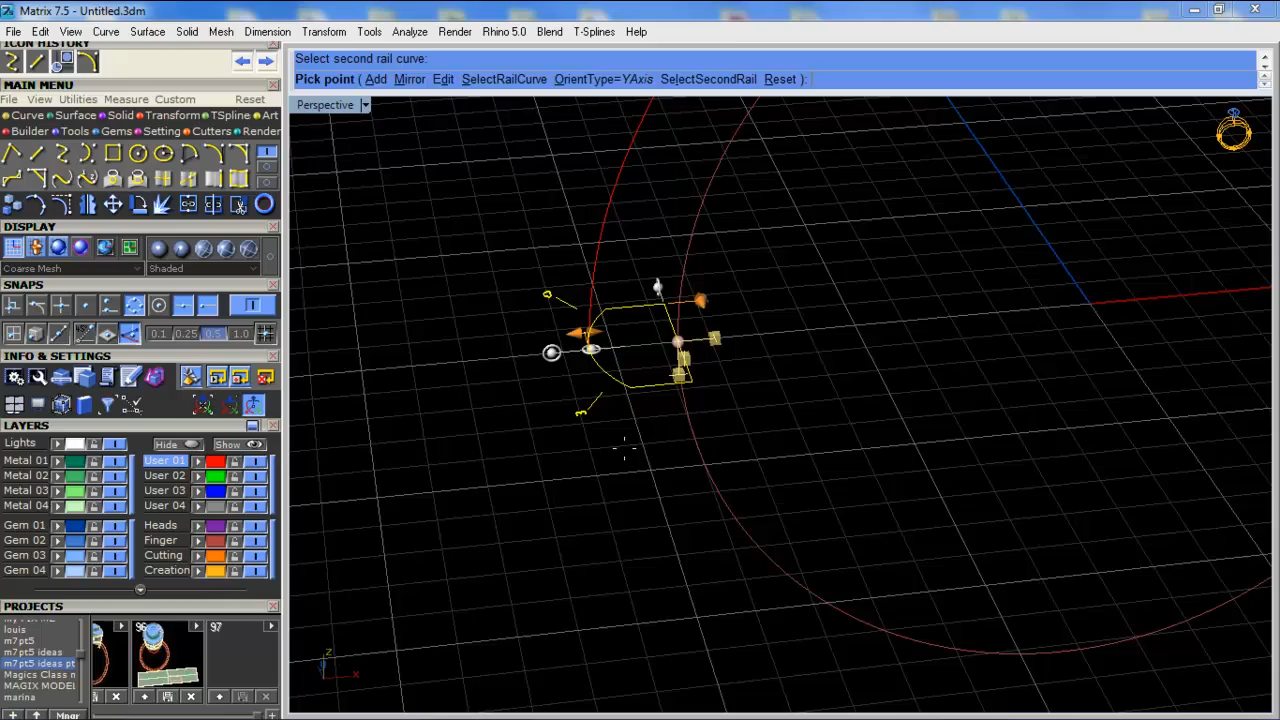 Matrix 7.5 - Untitled.3dm
File Edit View Curve Surface Solid Mesh Dimension Transform Tools Analyze Render Rhino 5.0 Blend T-Splines Help
ICON HISTORY
Select second rail curve:
Pick point ( Add Mirror Edit SelectRailCurve OrientType=YAxis SelectSecondRail Reset ):
MAIN MENU
File View Utilities Measure Custom Reset
Curve Surface Solid Transform TSpline Art
Builder Tools Gems Setting Cutters Render
Perspective
DISPLAY
Coarse Mesh Shaded
SNAPS
0.1 0.25 0.5 1.0
INFO & SETTINGS
LAYERS
Lights Hide Show
Metal 01 User 01
Metal 02 User 02
Metal 03 User 03
Metal 04 User 04
Gem 01 Heads
Gem 02 Finger
Gem 03 Cutting
Gem 04 Creation
PROJECTS
louis
m7pt5
m7pt5 ideas
m7pt5 ideas pt
Magics Class n
MAGIX MODEL
marina
96 97
Mngr
3
z
x